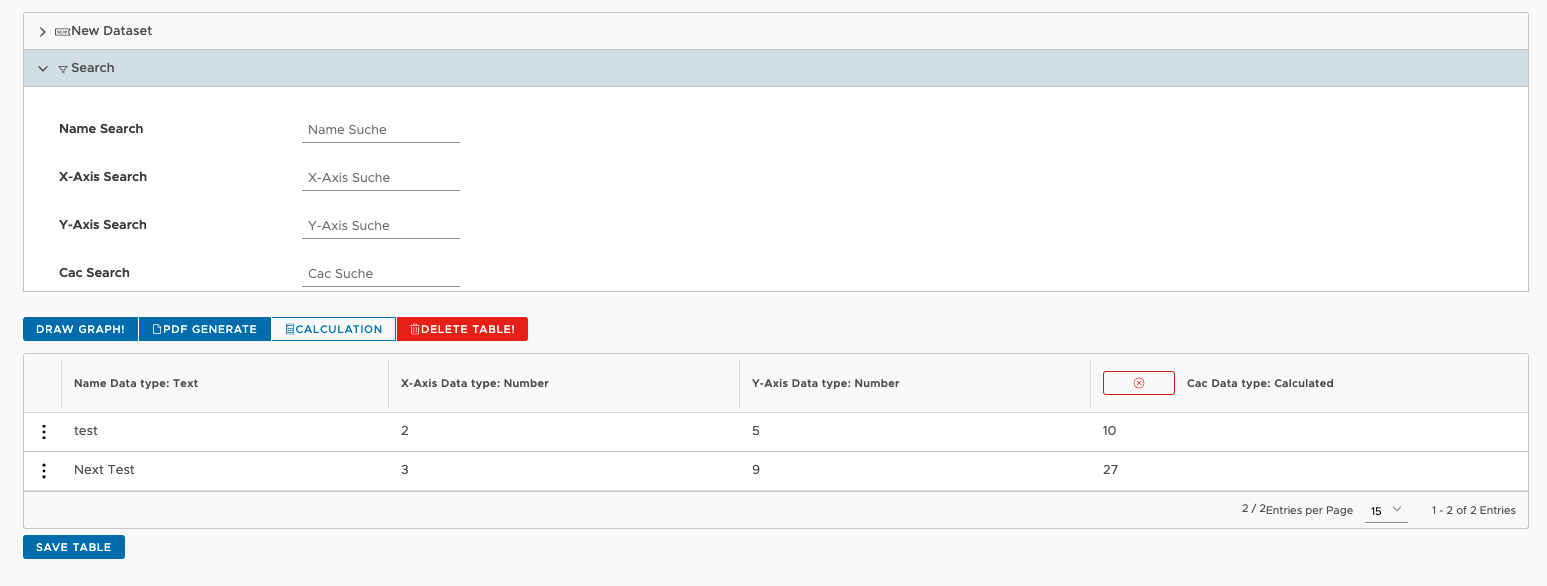 New Dataset
Search
Name Search Name Suche
X-Axis Search X-Axis Suche
Y-Axis Search Y-Axis Suche
Cac Search Cac Suche
DRAW GRAPH! PDF GENERATE CALCULATION DELETE TABLE!
Name Data type: Text X-Axis Data type: Number Y-Axis Data type: Number Cac Data type: Calculated
test 2 5 10
Next Test 3 9 27
2 / 2 Entries per Page 15 1 - 2 of 2 Entries
SAVE TABLE